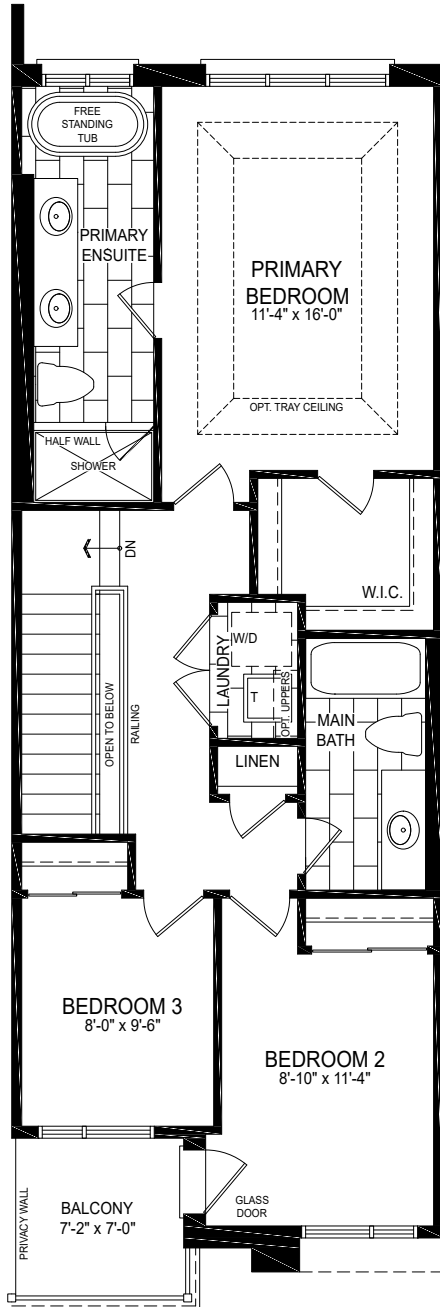 FREE
STANDING
TUB
PRIMARY
ENSUITE
PRIMARY
BEDROOM
11'-4" x 16'-0"
OPT. TRAY CEILING
HALF WALL
SHOWER
DN
W.I.C.
W/D
LAUNDRY
T
OPT. UPPERS
OPEN TO BELOW
RAILING
MAIN
BATH
LINEN
BEDROOM 3
8'-0" x 9'-6"
BEDROOM 2
8'-10" x 11'-4"
PRIVACY WALL
BALCONY
7'-2" x 7'-0"
GLASS
DOOR